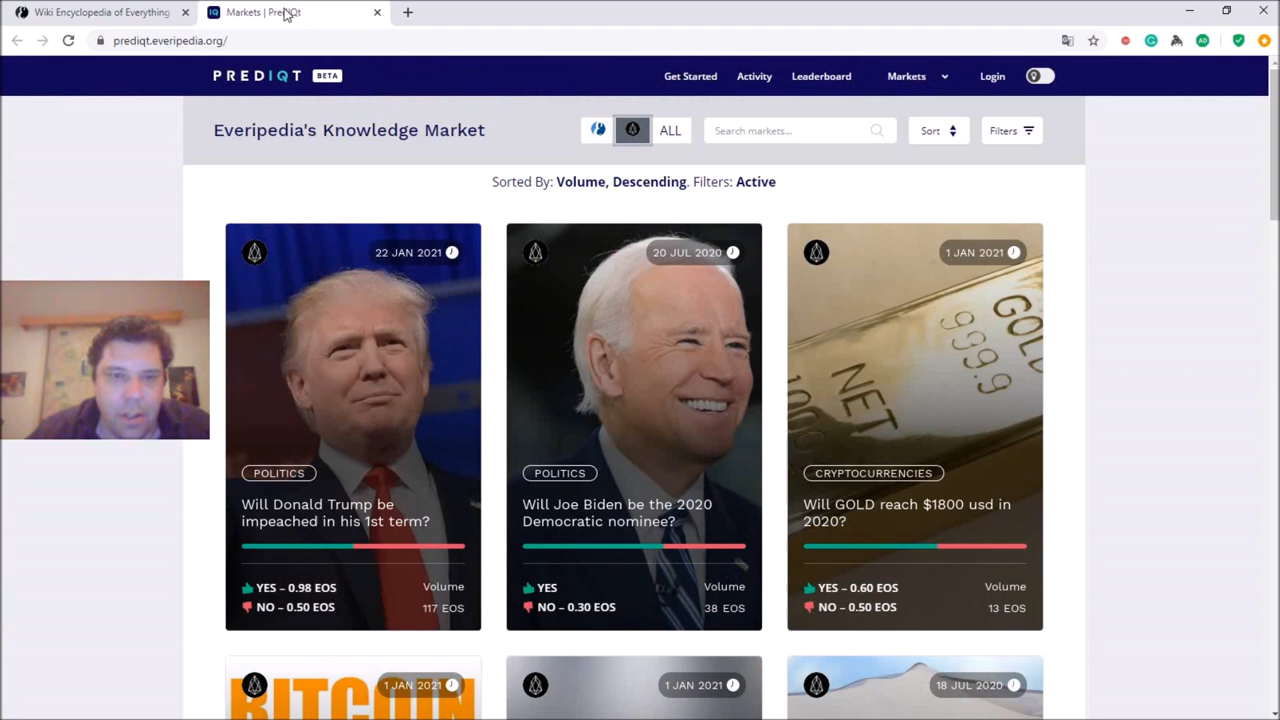 Wiki Encyclopedia of Everything
Markets | PredIQt
prediqt.everipedia.org/
PREDIQT BETA
Get Started
Activity
Leaderboard
Markets
Login
Everipedia's Knowledge Market
ALL
Search markets...
Sort
Filters
Sorted By: Volume, Descending. Filters: Active
22 JAN 2021
POLITICS
Will Donald Trump be
impeached in his 1st term?
YES – 0.98 EOS
NO – 0.50 EOS
Volume
117 EOS
20 JUL 2020
POLITICS
Will Joe Biden be the 2020
Democratic nominee?
YES
NO – 0.30 EOS
Volume
38 EOS
1 JAN 2021
GOLD
999.9
NET
CRYPTOCURRENCIES
Will GOLD reach $1800 usd in
2020?
YES – 0.60 EOS
NO – 0.50 EOS
Volume
13 EOS
1 JAN 2021
BITCOIN
1 JAN 2021
18 JUL 2020